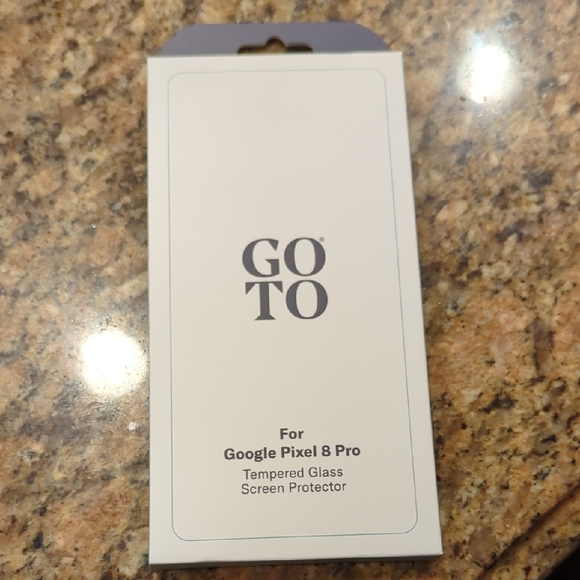 GO®
TO
For
Google Pixel 8 Pro
Tempered Glass
Screen Protector